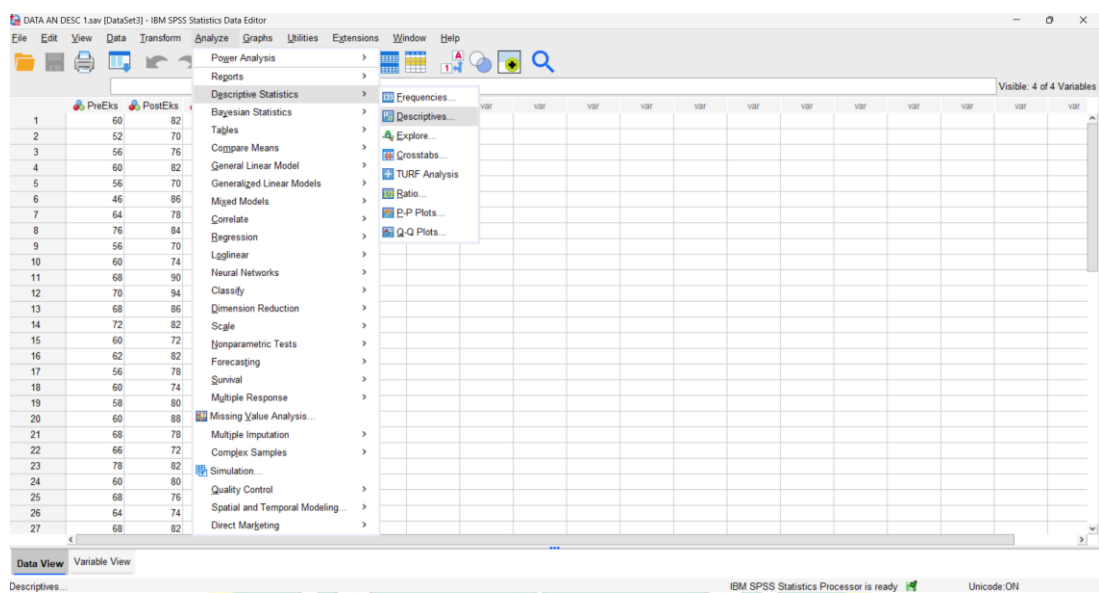 DATA AN DESC 1.sav [DataSet3] - IBM SPSS Statistics Data Editor
File Edit View Data Transform Analyze Graphs Utilities Extensions Window Help
Visible: 4 of 4 Variables
PreEks PostEks var var var var var var var var var var var var
1 60 82
2 52 70
3 56 76
4 60 82
5 56 70
6 46 86
7 64 78
8 76 84
9 56 70
10 60 74
11 68 90
12 70 94
13 68 86
14 72 82
15 60 72
16 62 82
17 56 78
18 60 74
19 58 80
20 60 88
21 68 78
22 66 72
23 78 82
24 60 80
25 68 76
26 64 74
27 68 82
Power Analysis
Reports
Descriptive Statistics
Bayesian Statistics
Tables
Compare Means
General Linear Model
Generalized Linear Models
Mixed Models
Correlate
Regression
Loglinear
Neural Networks
Classify
Dimension Reduction
Scale
Nonparametric Tests
Forecasting
Survival
Multiple Response
Missing Value Analysis...
Multiple Imputation
Complex Samples
Simulation...
Quality Control
Spatial and Temporal Modeling...
Direct Marketing
Frequencies...
Descriptives...
Explore...
Crosstabs...
TURF Analysis
Ratio...
P-P Plots...
Q-Q Plots...
Data View Variable View
Descriptives... IBM SPSS Statistics Processor is ready Unicode:ON